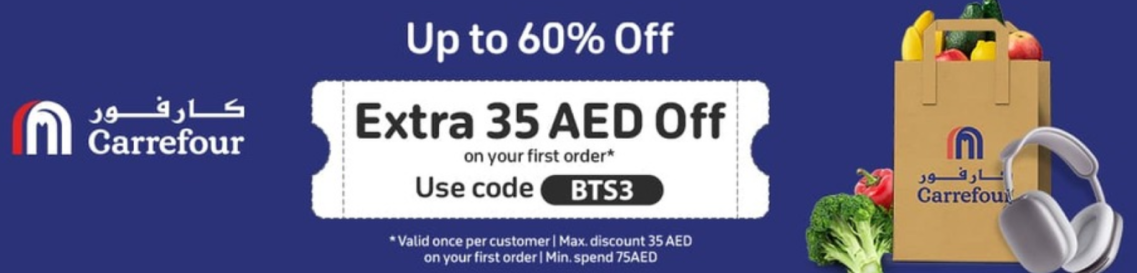 كارفور
Carrefour
Up to 60% Off
Extra 35 AED Off
on your first order*
Use code BTS3
* Valid once per customer | Max. discount 35 AED
on your first order | Min. spend 75AED
كارفور
Carrefour